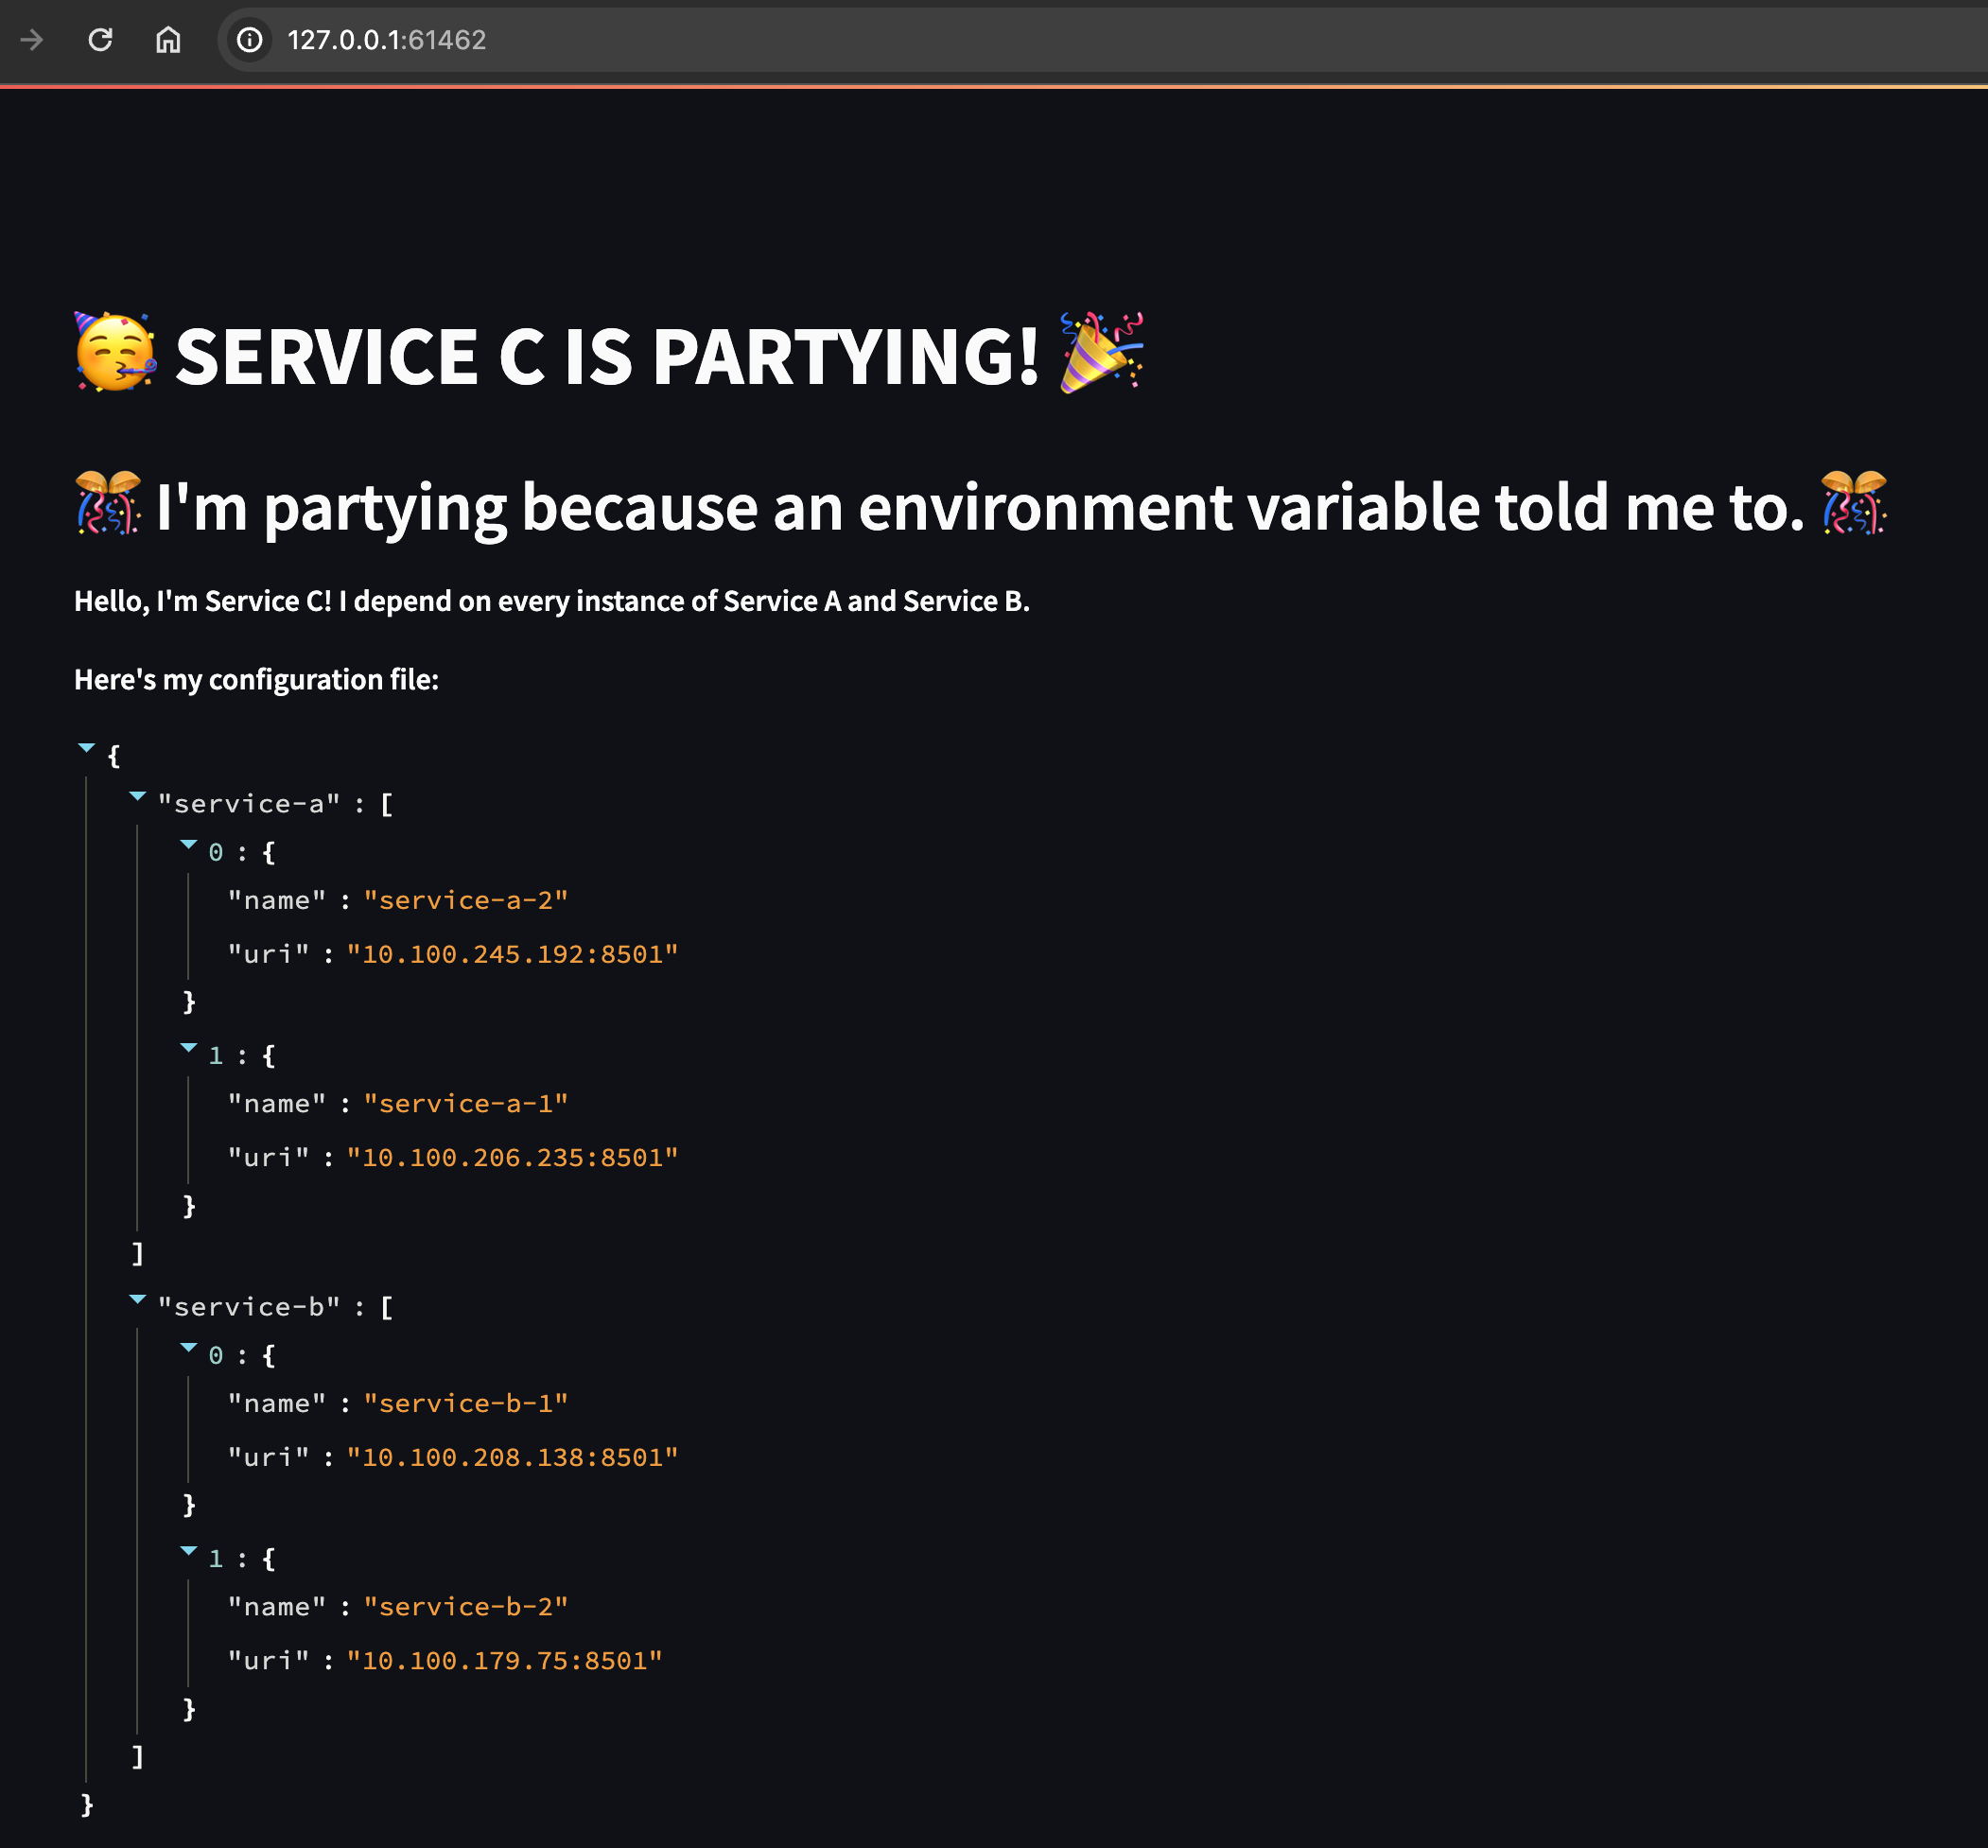 127.0.0.1:61462
🥳 SERVICE C IS PARTYING! 🎉
🎊 I'm partying because an environment variable told me to. 🎊
Hello, I'm Service C! I depend on every instance of Service A and Service B.
Here's my configuration file:
{
"service-a" : [
0 : {
"name" : "service-a-2"
"uri" : "10.100.245.192:8501"
}
1 : {
"name" : "service-a-1"
"uri" : "10.100.206.235:8501"
}
]
"service-b" : [
0 : {
"name" : "service-b-1"
"uri" : "10.100.208.138:8501"
}
1 : {
"name" : "service-b-2"
"uri" : "10.100.179.75:8501"
}
]
}